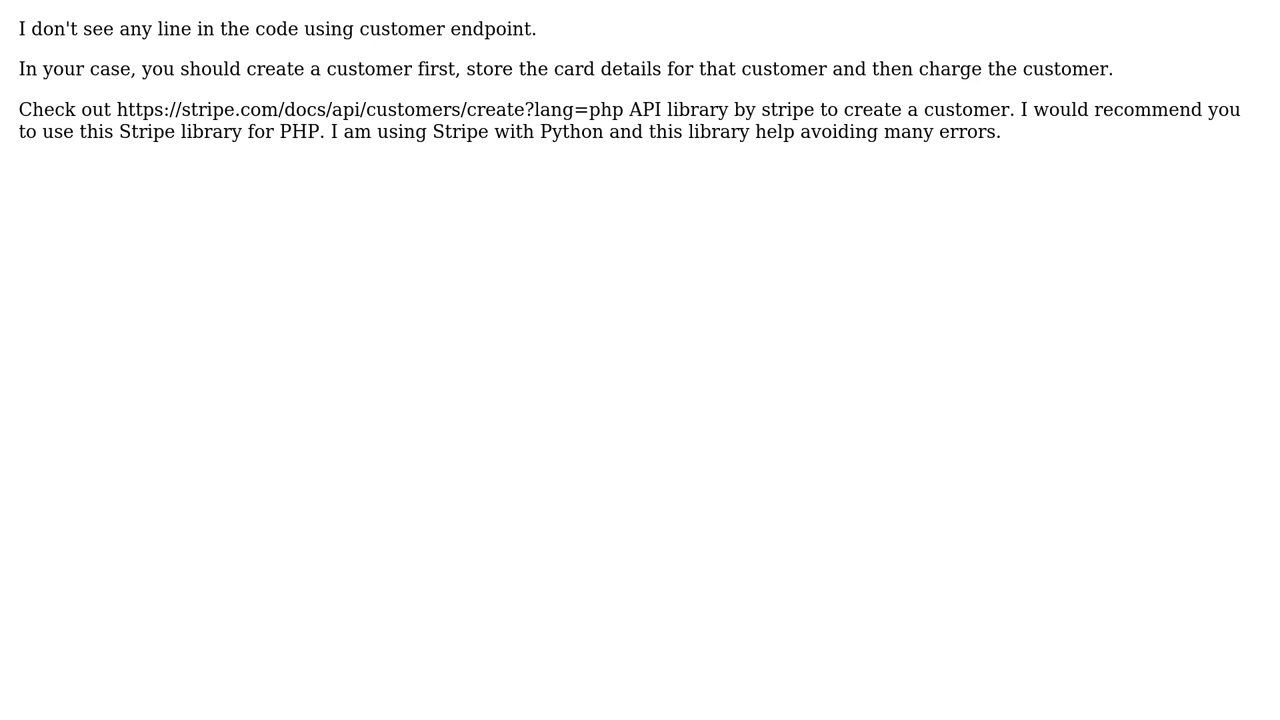 I don't see any line in the code using customer endpoint.
In your case, you should create a customer first, store the card details for that customer and then charge the customer.
Check out https://stripe.com/docs/api/customers/create?lang=php API library by stripe to create a customer. I would recommend you
to use this Stripe library for PHP. I am using Stripe with Python and this library help avoiding many errors.